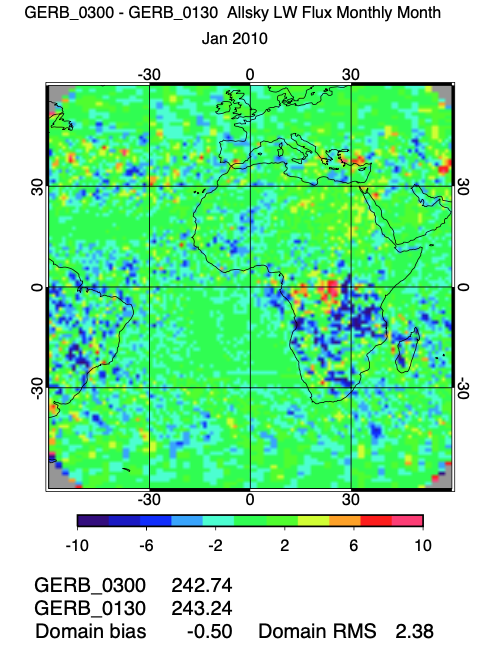 GERB_0300 - GERB_0130 Allsky LW Flux Monthly Month
Jan 2010
-30 0 30
30 30
0 0
-30 -30
-30 0 30
-10 -6 -2 2 6 10
GERB_0300 242.74
GERB_0130 243.24
Domain bias -0.50 Domain RMS 2.38